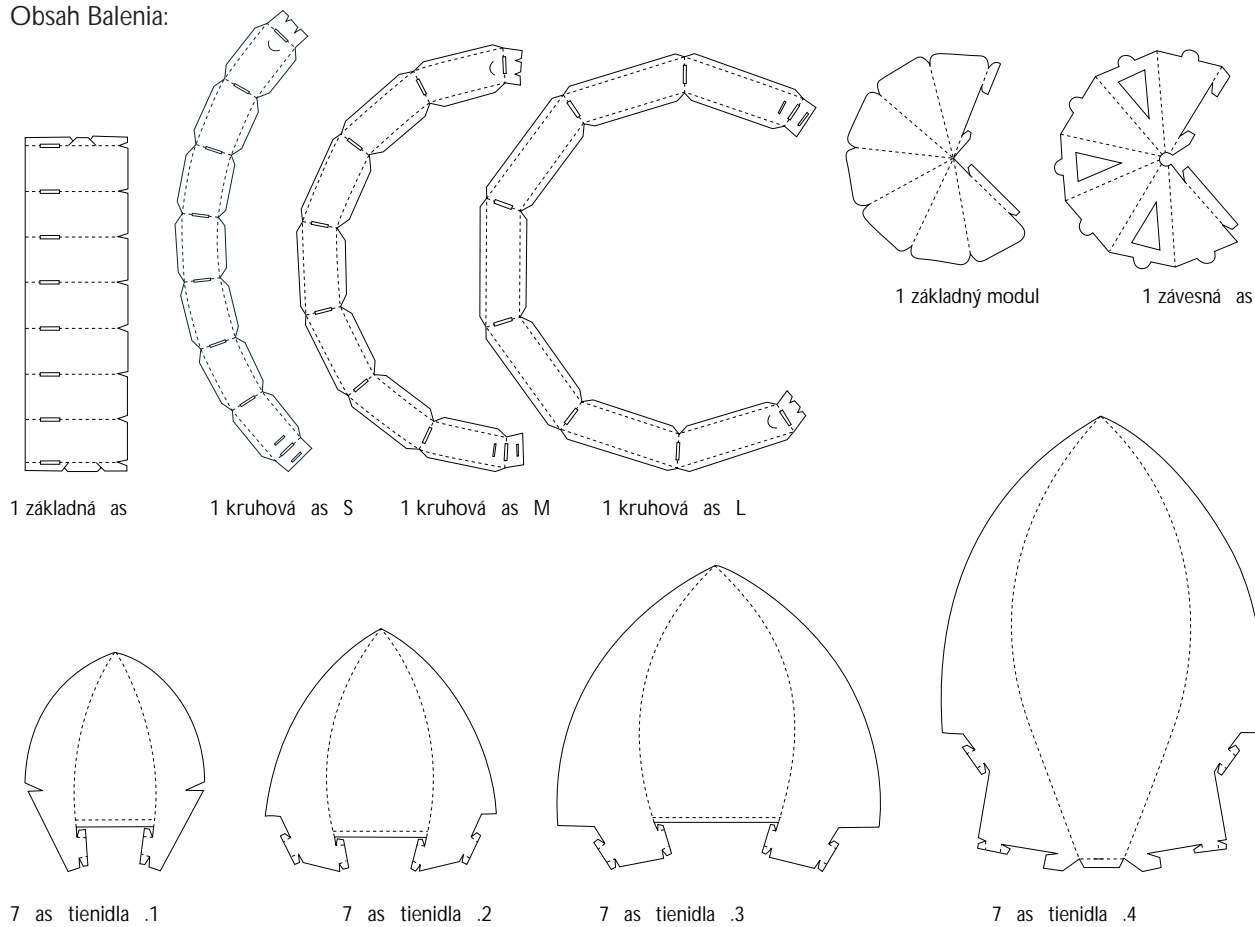 Obsah Balenia:
1 základný modul
1 závesná as
1 základná as
1 kruhová as S
1 kruhová as M
1 kruhová as L
7 as tienidla .1
7 as tienidla .2
7 as tienidla .3
7 as tienidla .4